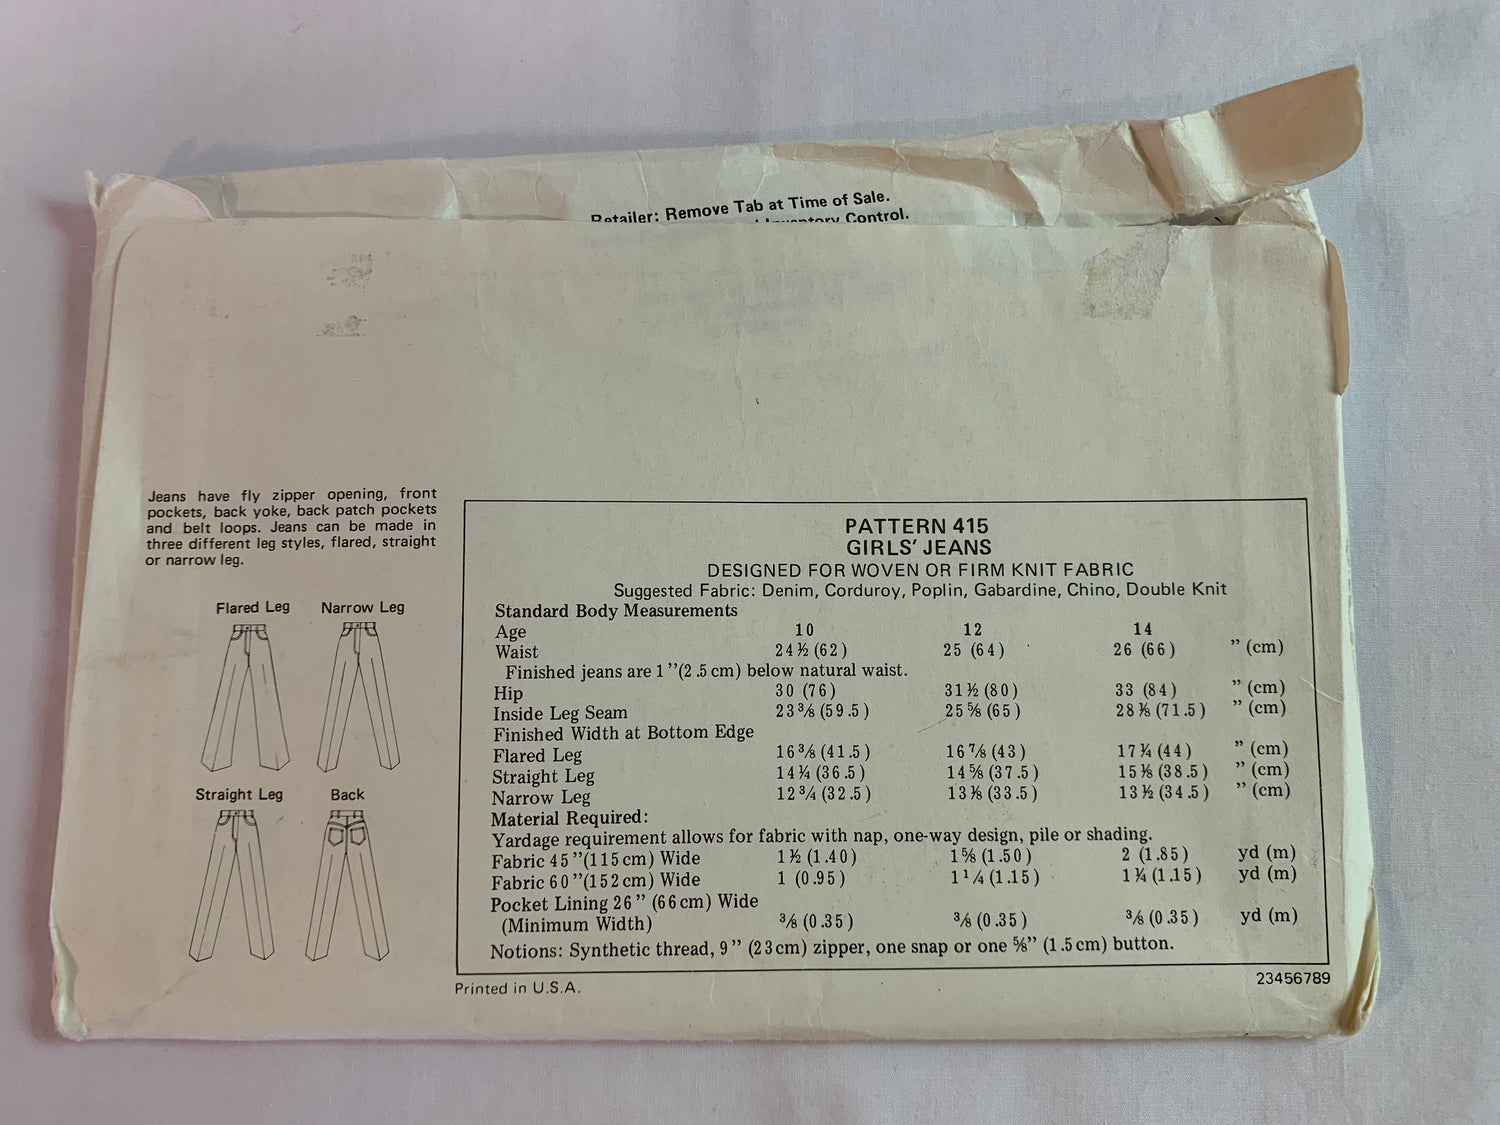 Retailer: Remove Tab at Time of Sale.
Inventory Control.
Jeans have fly zipper opening, front
pockets, back yoke, back patch pockets
and belt loops. Jeans can be made in
three different leg styles, flared, straight
or narrow leg.
Flared Leg Narrow Leg
Straight Leg Back
PATTERN 415
GIRLS' JEANS
DESIGNED FOR WOVEN OR FIRM KNIT FABRIC
Suggested Fabric: Denim, Corduroy, Poplin, Gabardine, Chino, Double Knit
Standard Body Measurements
Age 10 12 14
Waist 24½ (62) 25 (64) 26 (66) ” (cm)
Finished jeans are 1”(2.5cm) below natural waist.
Hip 30 (76) 31½ (80) 33 (84) ” (cm)
Inside Leg Seam 23⅜ (59.5) 25⅝ (65) 28⅛ (71.5) ” (cm)
Finished Width at Bottom Edge
Flared Leg 16⅜ (41.5) 16⅞ (43) 17¼ (44) ” (cm)
Straight Leg 14¼ (36.5) 14⅝ (37.5) 15⅛ (38.5) ” (cm)
Narrow Leg 12¾ (32.5) 13⅛ (33.5) 13½ (34.5) ” (cm)
Material Required:
Yardage requirement allows for fabric with nap, one-way design, pile or shading.
Fabric 45”(115cm) Wide 1½ (1.40) 1⅝ (1.50) 2 (1.85) yd (m)
Fabric 60”(152cm) Wide 1 (0.95) 1¼ (1.15) 1¼ (1.15) yd (m)
Pocket Lining 26” (66cm) Wide
(Minimum Width) ⅜ (0.35) ⅜ (0.35) ⅜ (0.35) yd (m)
Notions: Synthetic thread, 9” (23cm) zipper, one snap or one ⅝” (1.5cm) button.
Printed in U.S.A.
23456789